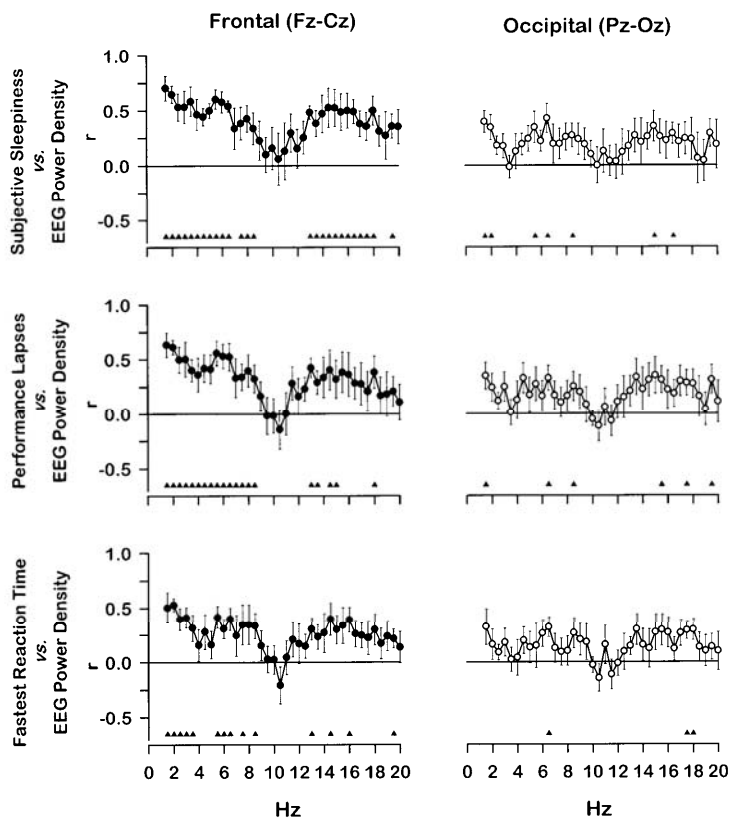 Frontal (Fz-Cz)
Occipital (Pz-Oz)
Subjective Sleepiness
vs.
EEG Power Density
r
1.0
0.5
0.0
-0.5
Performance Lapses
vs.
EEG Power Density
r
1.0
0.5
0.0
-0.5
Fastest Reaction Time
vs.
EEG Power Density
r
1.0
0.5
0.0
-0.5
0 2 4 6 8 10 12 14 16 18 20
0 2 4 6 8 10 12 14 16 18 20
Hz
Hz